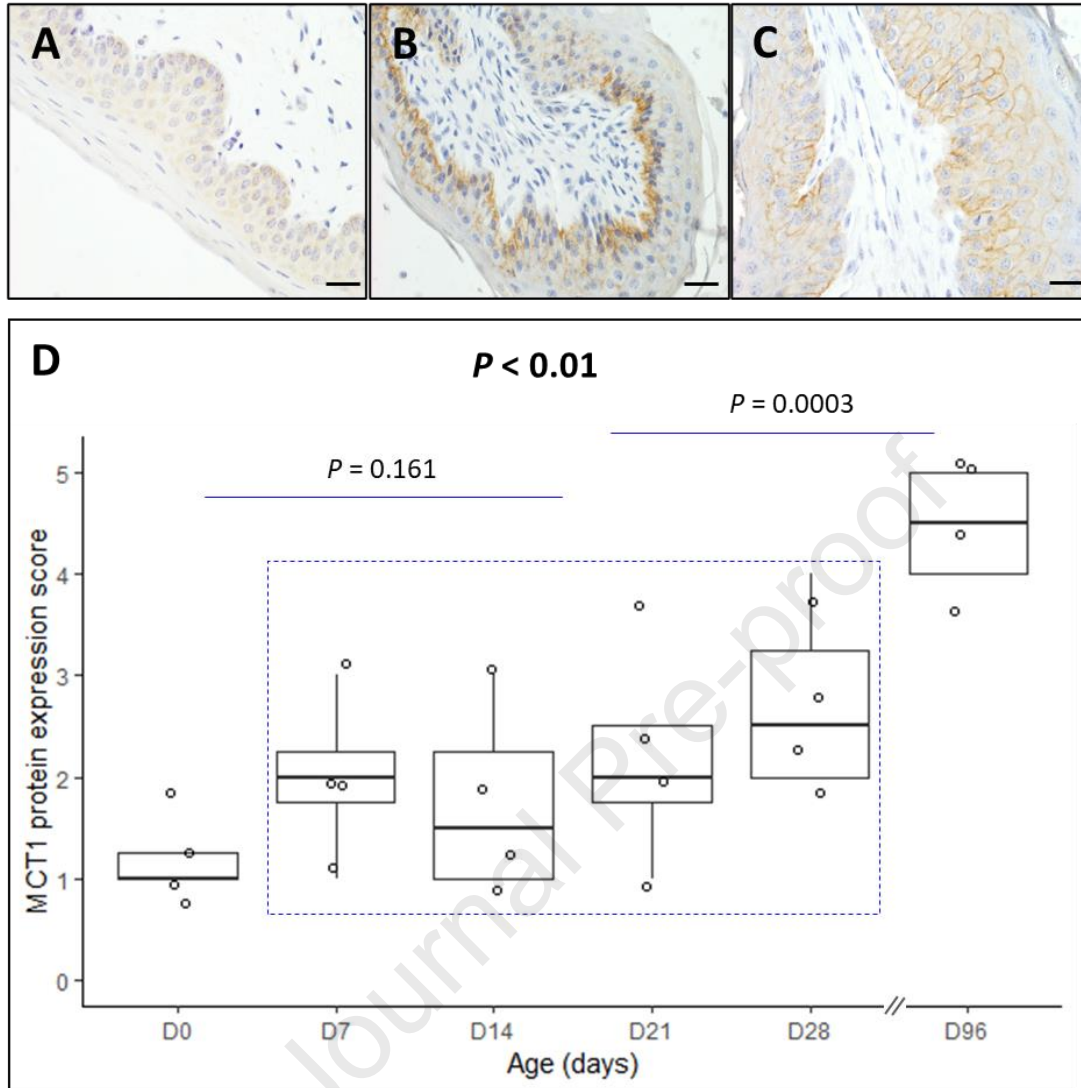 A
B
C
D
P < 0.01
P = 0.0003
P = 0.161
MCT1 protein expression score
5
4
3
2
1
0
D0 D7 D14 D21 D28 D96
Age (days)
Journal Pre-proof